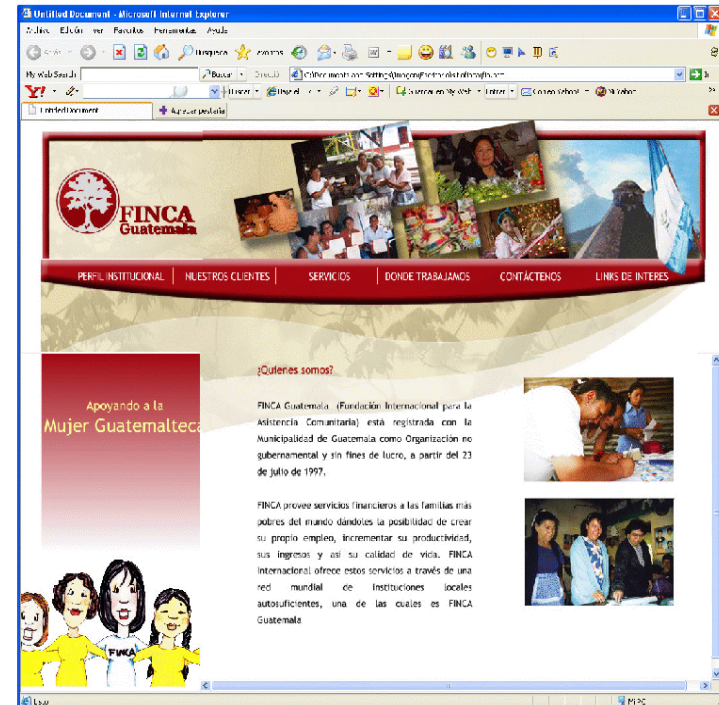 Untitled Document - Microsoft Internet Explorer
Archivo Edición Ver Favoritos Herramientas Ayuda
Búsqueda
My Web Search Buscar
Y!
Untitled Document Agregar pestaña
FINCA
Guatemala
PERFIL INSTITUCIONAL NUESTROS CLIENTES SERVICIOS DONDE TRABAJAMOS CONTÁCTENOS LINKS DE INTERES
Apoyando a la
Mujer Guatemalteca
¿Quienes somos?
FINCA Guatemala (Fundación Internacional para la
Asistencia Comunitaria) está registrada con la
Municipalidad de Guatemala como Organización no
gubernamental y sin fines de lucro, a partir del 23
de julio de 1997.
FINCA provee servicios financieros a las familias más
pobres del mundo dándoles la posibilidad de crear
su propio empleo, incrementar su productividad,
sus ingresos y así su calidad de vida. FINCA
Internacional ofrece estos servicios a través de una
red mundial de instituciones locales
autosuficientes, una de las cuales es FINCA
Guatemala
FINCA
Listo Mi PC